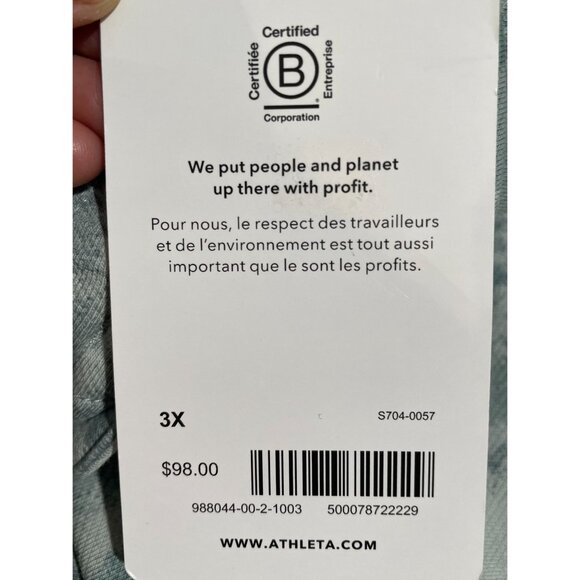 Certified
Certifiée
B
Entreprise
®
Corporation
We put people and planet
up there with profit.
Pour nous, le respect des travailleurs
et de l'environnement est tout aussi
important que le sont les profits.
3X
S704-0057
$98.00
988044-00-2-1003 500078722229
WWW.ATHLETA.COM